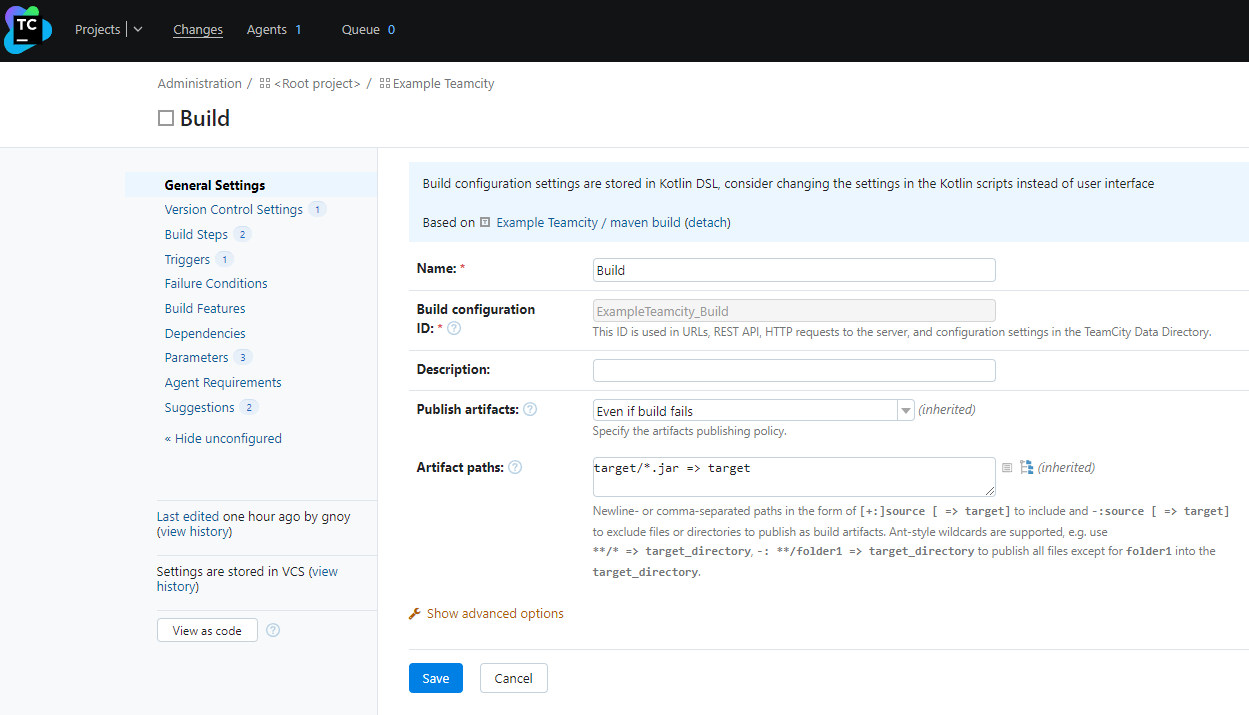 TC
Projects
Changes
Agents 1
Queue 0
Administration / <Root project> / Example Teamcity
Build
General Settings
Version Control Settings 1
Build Steps 2
Triggers 1
Failure Conditions
Build Features
Dependencies
Parameters 3
Agent Requirements
Suggestions 2
« Hide unconfigured
Last edited one hour ago by gnoy
(view history)
Settings are stored in VCS (view
history)
View as code ?
Build configuration settings are stored in Kotlin DSL, consider changing the settings in the Kotlin scripts instead of user interface
Based on T Example Teamcity / maven build (detach)
Name: * Build
Build configuration
ID: * ?
ExampleTeamcity_Build
This ID is used in URLs, REST API, HTTP requests to the server, and configuration settings in the TeamCity Data Directory.
Description:
Publish artifacts: ? Even if build fails (inherited)
Specify the artifacts publishing policy.
Artifact paths: ? target/*.jar => target (inherited)
Newline- or comma-separated paths in the form of [+:]source [ => target] to include and -:source [ => target]
to exclude files or directories to publish as build artifacts. Ant-style wildcards are supported, e.g. use
**/* => target_directory, -: **/folder1 => target_directory to publish all files except for folder1 into the
target_directory.
Show advanced options
Save Cancel